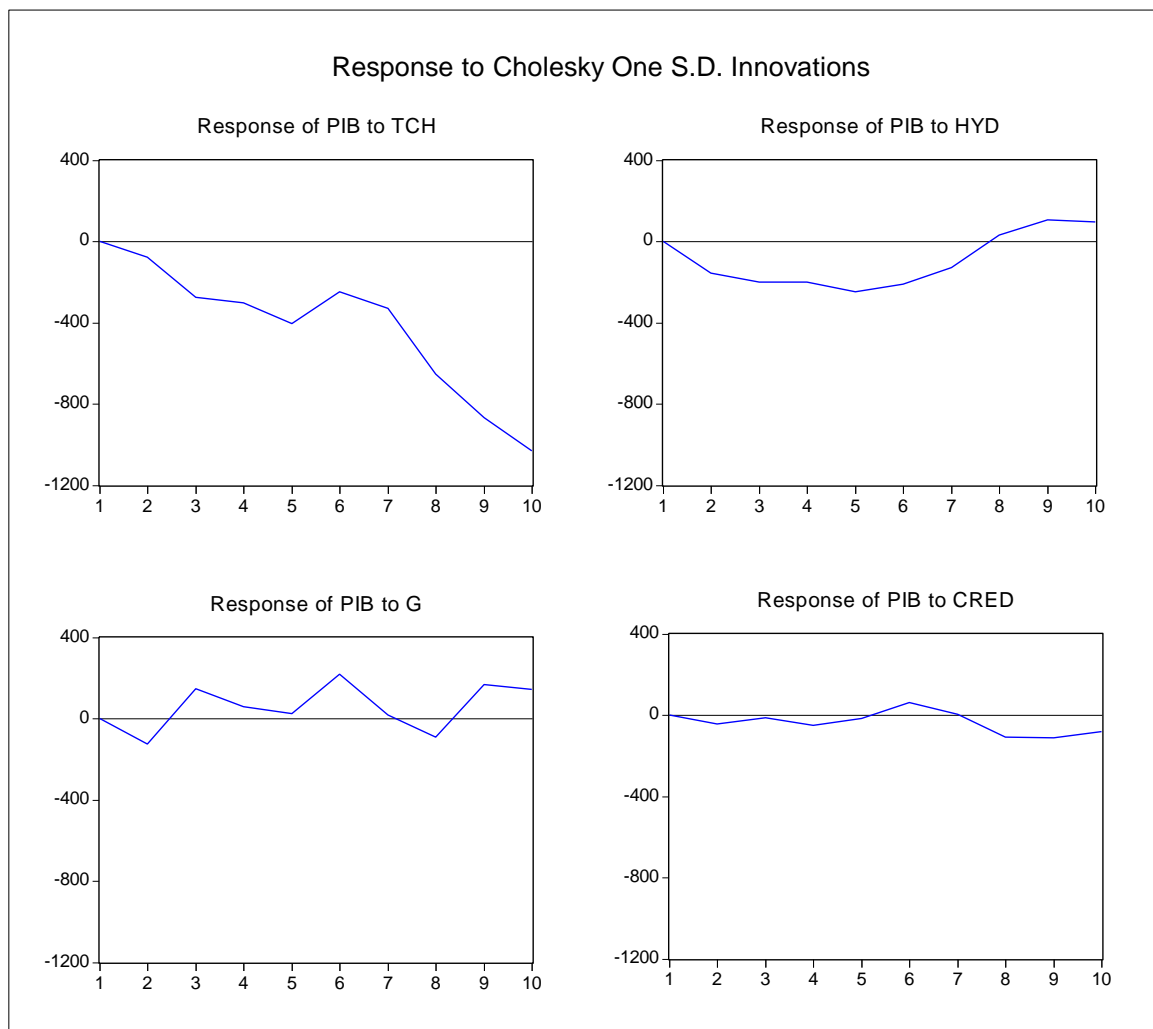 Response to Cholesky One S.D. Innovations
Response of PIB to TCH
400
0
-400
-800
-1200
1 2 3 4 5 6 7 8 9 10
Response of PIB to HYD
400
0
-400
-800
-1200
1 2 3 4 5 6 7 8 9 10
Response of PIB to G
400
0
-400
-800
-1200
1 2 3 4 5 6 7 8 9 10
Response of PIB to CRED
400
0
-400
-800
-1200
1 2 3 4 5 6 7 8 9 10